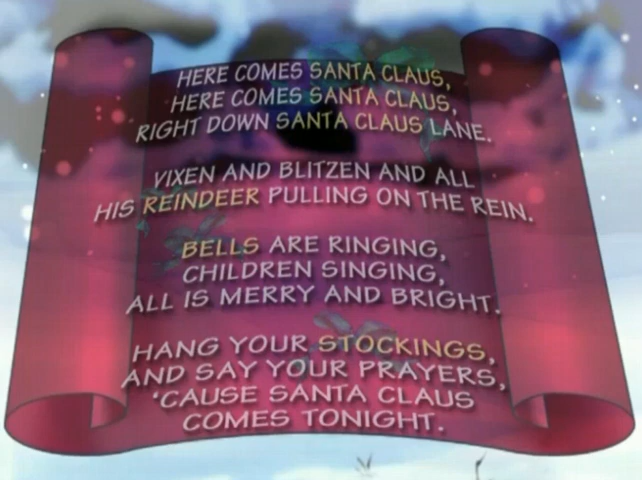 HERE COMES SANTA CLAUS,
HERE COMES SANTA CLAUS,
RIGHT DOWN SANTA CLAUS LANE.
VIXEN AND BLITZEN AND ALL
HIS REINDEER PULLING ON THE REIN.
BELLS ARE RINGING,
CHILDREN SINGING,
ALL IS MERRY AND BRIGHT.
HANG YOUR STOCKINGS,
AND SAY YOUR PRAYERS,
'CAUSE SANTA CLAUS
COMES TONIGHT.